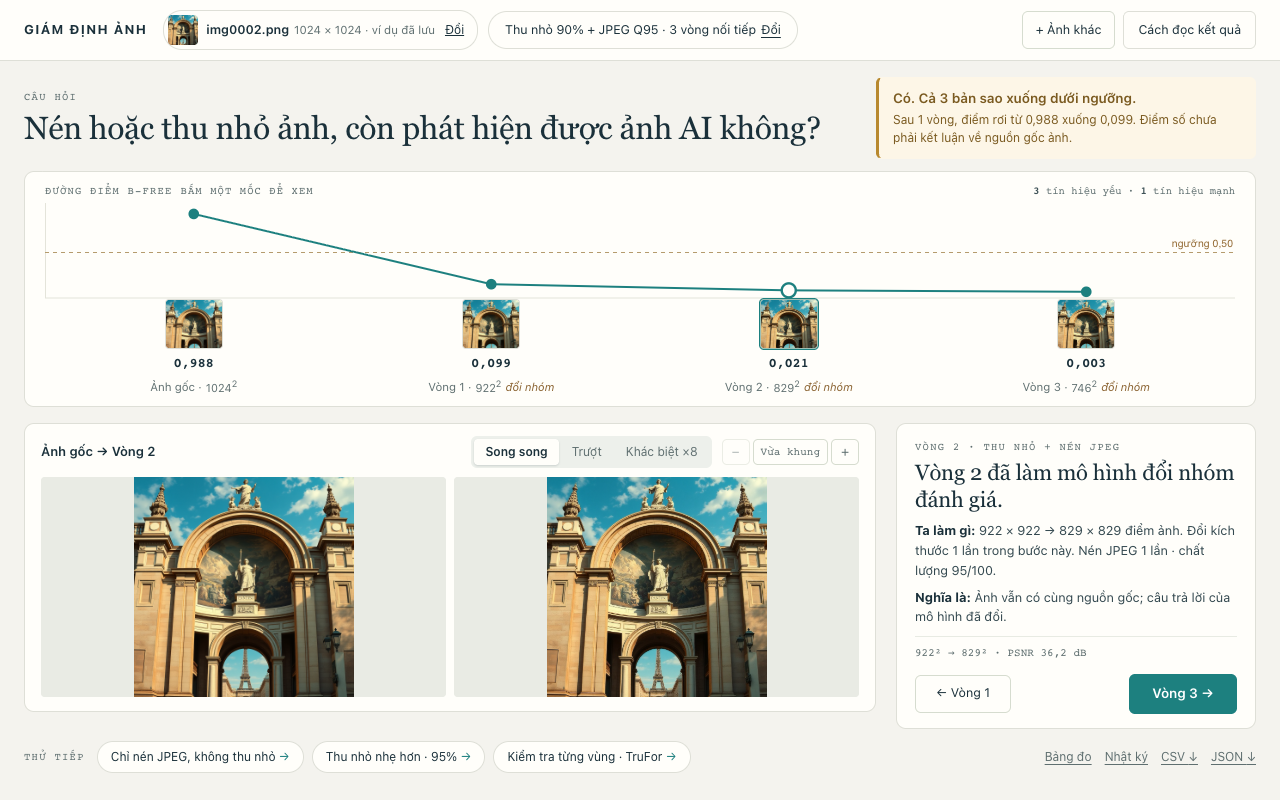 GIÁM ĐỊNH ẢNH
img0002.png 1024 × 1024 · ví dụ đã lưu Đổi
Thu nhỏ 90% + JPEG Q95 · 3 vòng nối tiếp Đổi
+ Ảnh khác
Cách đọc kết quả
CÂU HỎI
Nén hoặc thu nhỏ ảnh, còn phát hiện được ảnh AI không?
Có. Cả 3 bản sao xuống dưới ngưỡng.
Sau 1 vòng, điểm rơi từ 0,988 xuống 0,099. Điểm số chưa
phải kết luận về nguồn gốc ảnh.
ĐƯỜNG ĐIỂM B-FREE BẤM MỘT MỐC ĐỂ XEM
3 tín hiệu yếu · 1 tín hiệu mạnh
ngưỡng 0,50
0,988
0,099
0,021
0,003
Ảnh gốc · 1024²
Vòng 1 · 922² đổi nhóm
Vòng 2 · 829² đổi nhóm
Vòng 3 · 746² đổi nhóm
Ảnh gốc → Vòng 2
Song song
Trượt
Khác biệt ×8
−
Vừa khung
+
VÒNG 2 · THU NHỎ + NÉN JPEG
Vòng 2 đã làm mô hình đổi nhóm
đánh giá.
Ta làm gì: 922 × 922 → 829 × 829 điểm ảnh. Đổi kích
thước 1 lần trong bước này. Nén JPEG 1 lần · chất
lượng 95/100.
Nghĩa là: Ảnh vẫn có cùng nguồn gốc; câu trả lời của
mô hình đã đổi.
922² → 829² · PSNR 36,2 dB
← Vòng 1
Vòng 3 →
THỬ TIẾP
Chỉ nén JPEG, không thu nhỏ →
Thu nhỏ nhẹ hơn · 95% →
Kiểm tra từng vùng · TruFor →
Bảng đo
Nhật ký
CSV ↓
JSON ↓